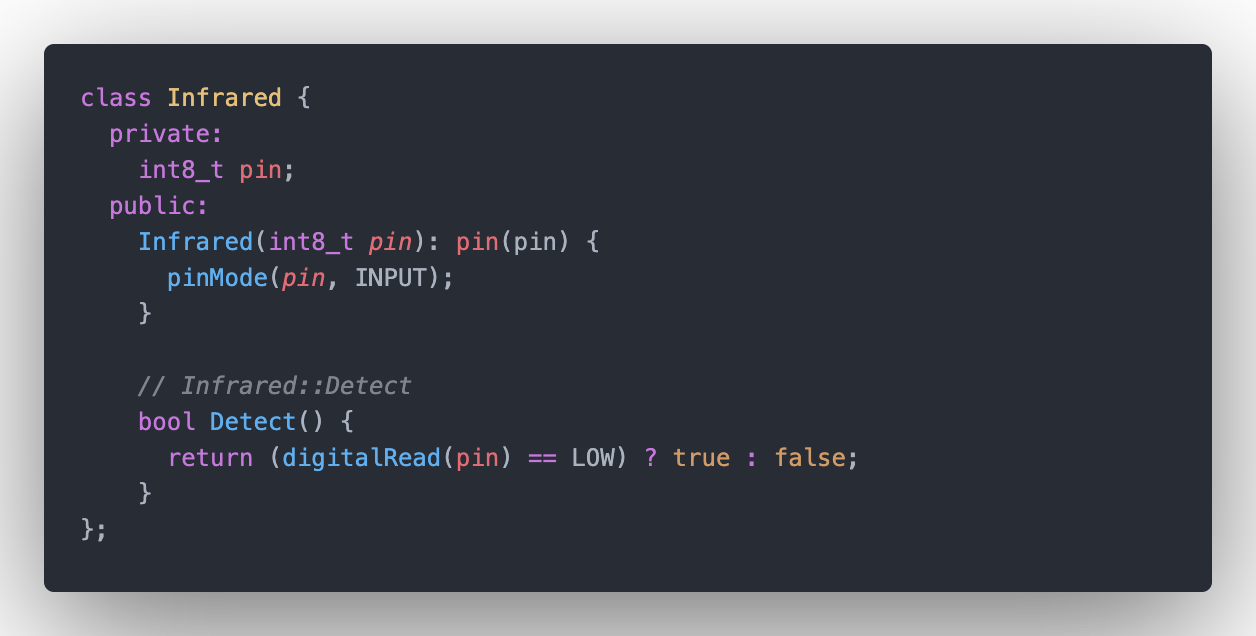 class Infrared {
  private:
    int8_t pin;
  public:
    Infrared(int8_t pin): pin(pin) {
      pinMode(pin, INPUT);
    }

    // Infrared::Detect
    bool Detect() {
      return (digitalRead(pin) == LOW) ? true : false;
    }
};